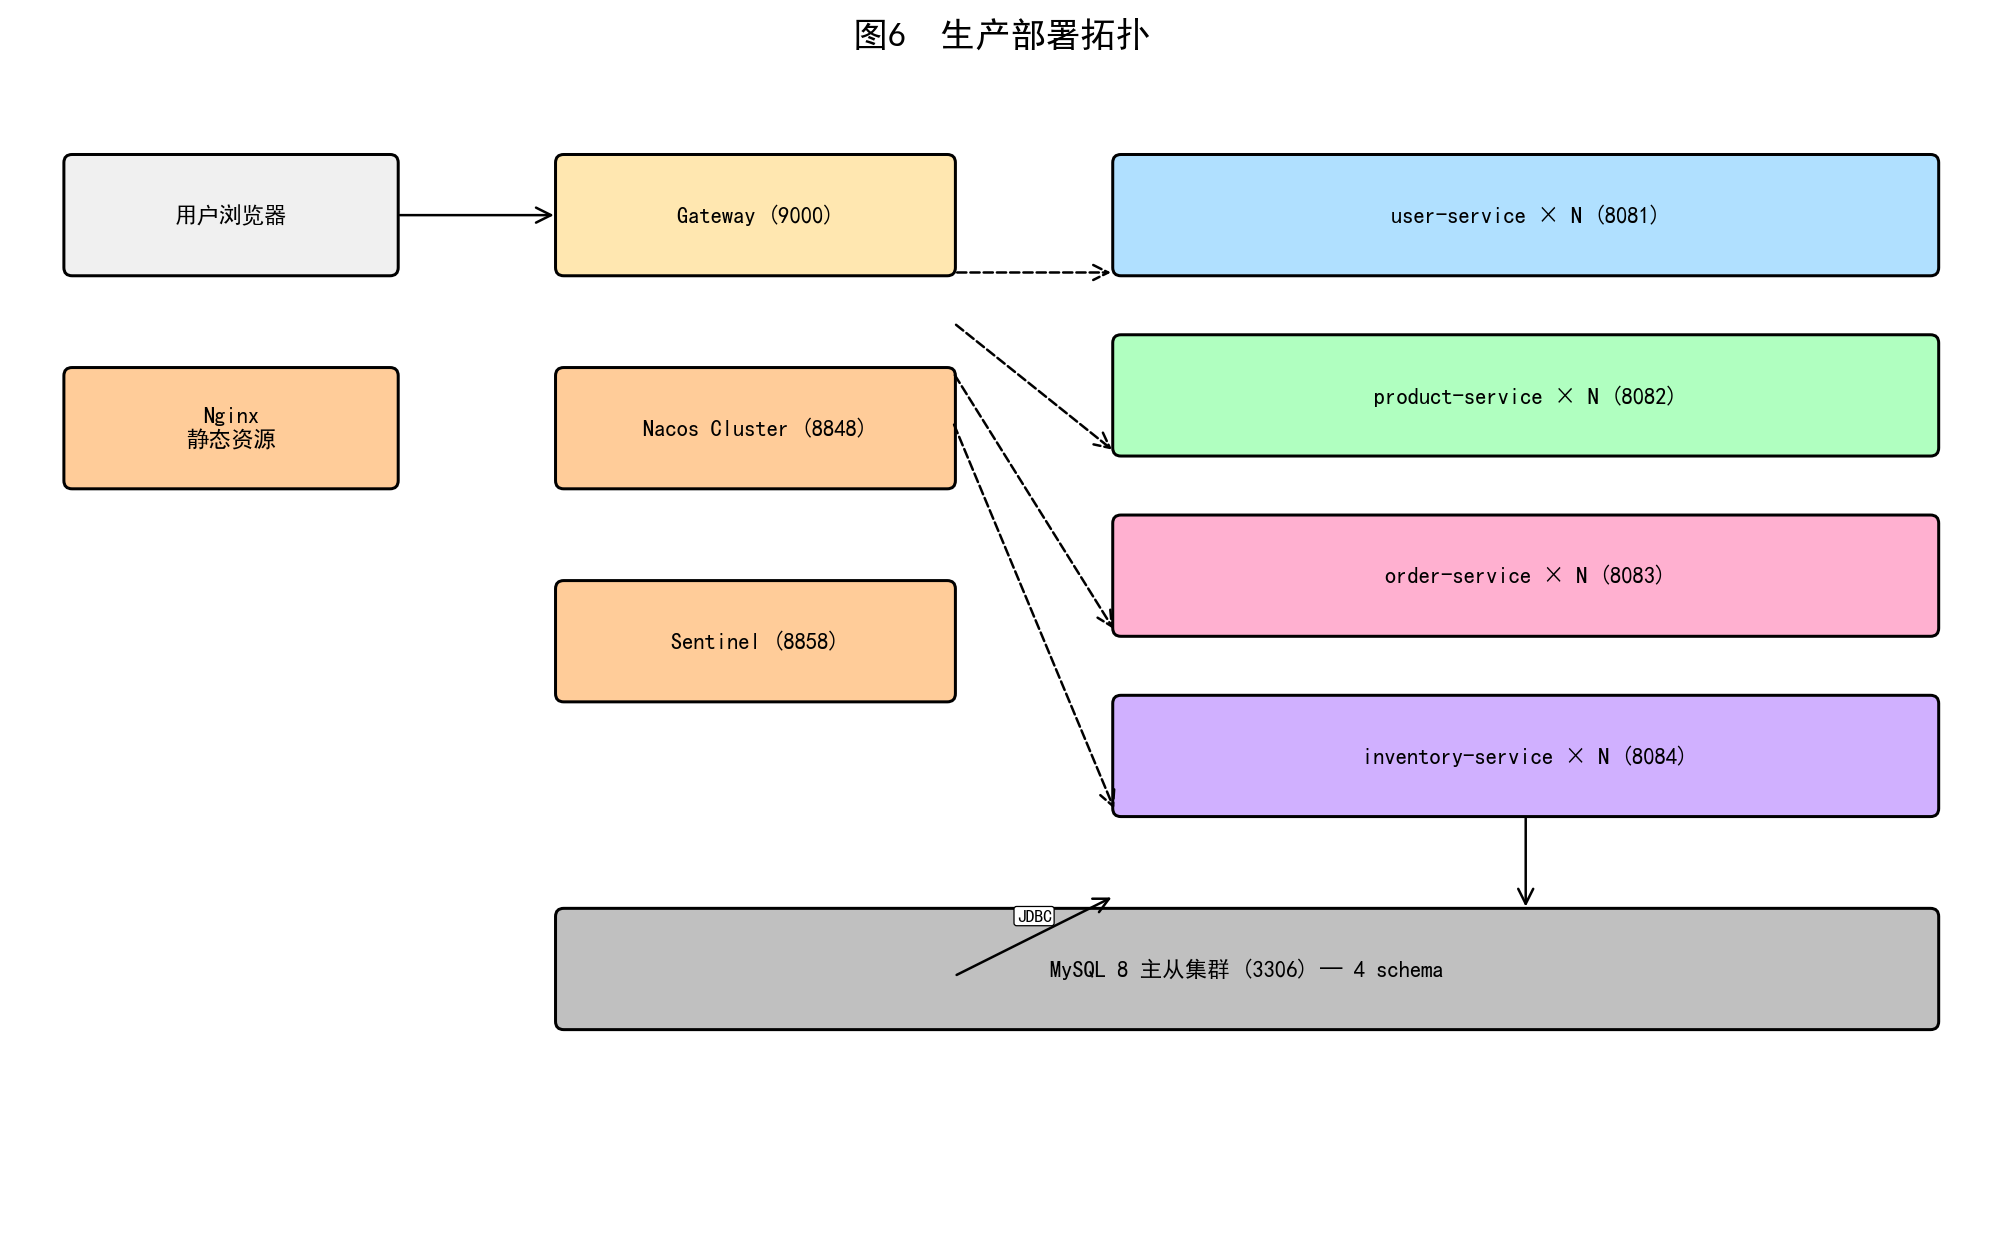 图6  生产部署拓扑
用户浏览器
Gateway (9000)
user-service × N (8081)
Nginx
静态资源
Nacos Cluster (8848)
product-service × N (8082)
order-service × N (8083)
Sentinel (8858)
inventory-service × N (8084)
JDBC
MySQL 8 主从集群 (3306) — 4 schema